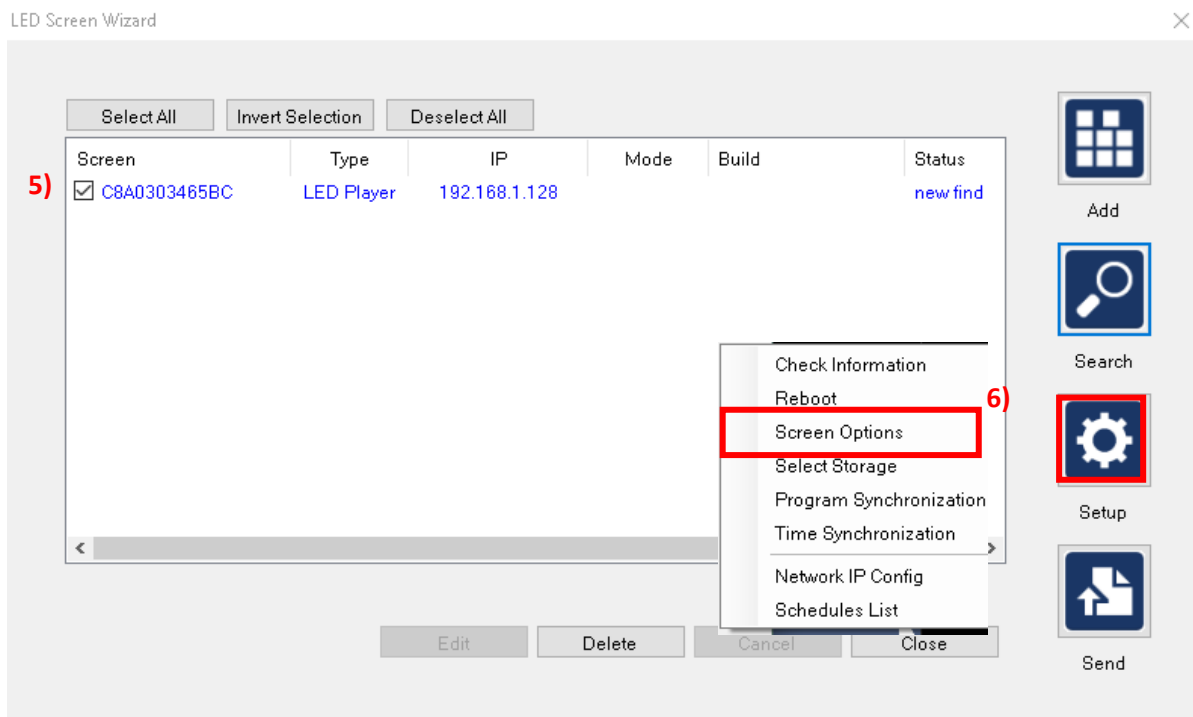 LED Screen Wizard
Select All Invert Selection Deselect All
Screen Type IP Mode Build Status
5) C8A0303465BC LED Player 192.168.1.128 new find
Add
Search
Check Information
Reboot
6)
Screen Options
Select Storage
Program Synchronization
Time Synchronization
Network IP Config
Schedules List
Setup
Edit Delete Cancel Close
Send